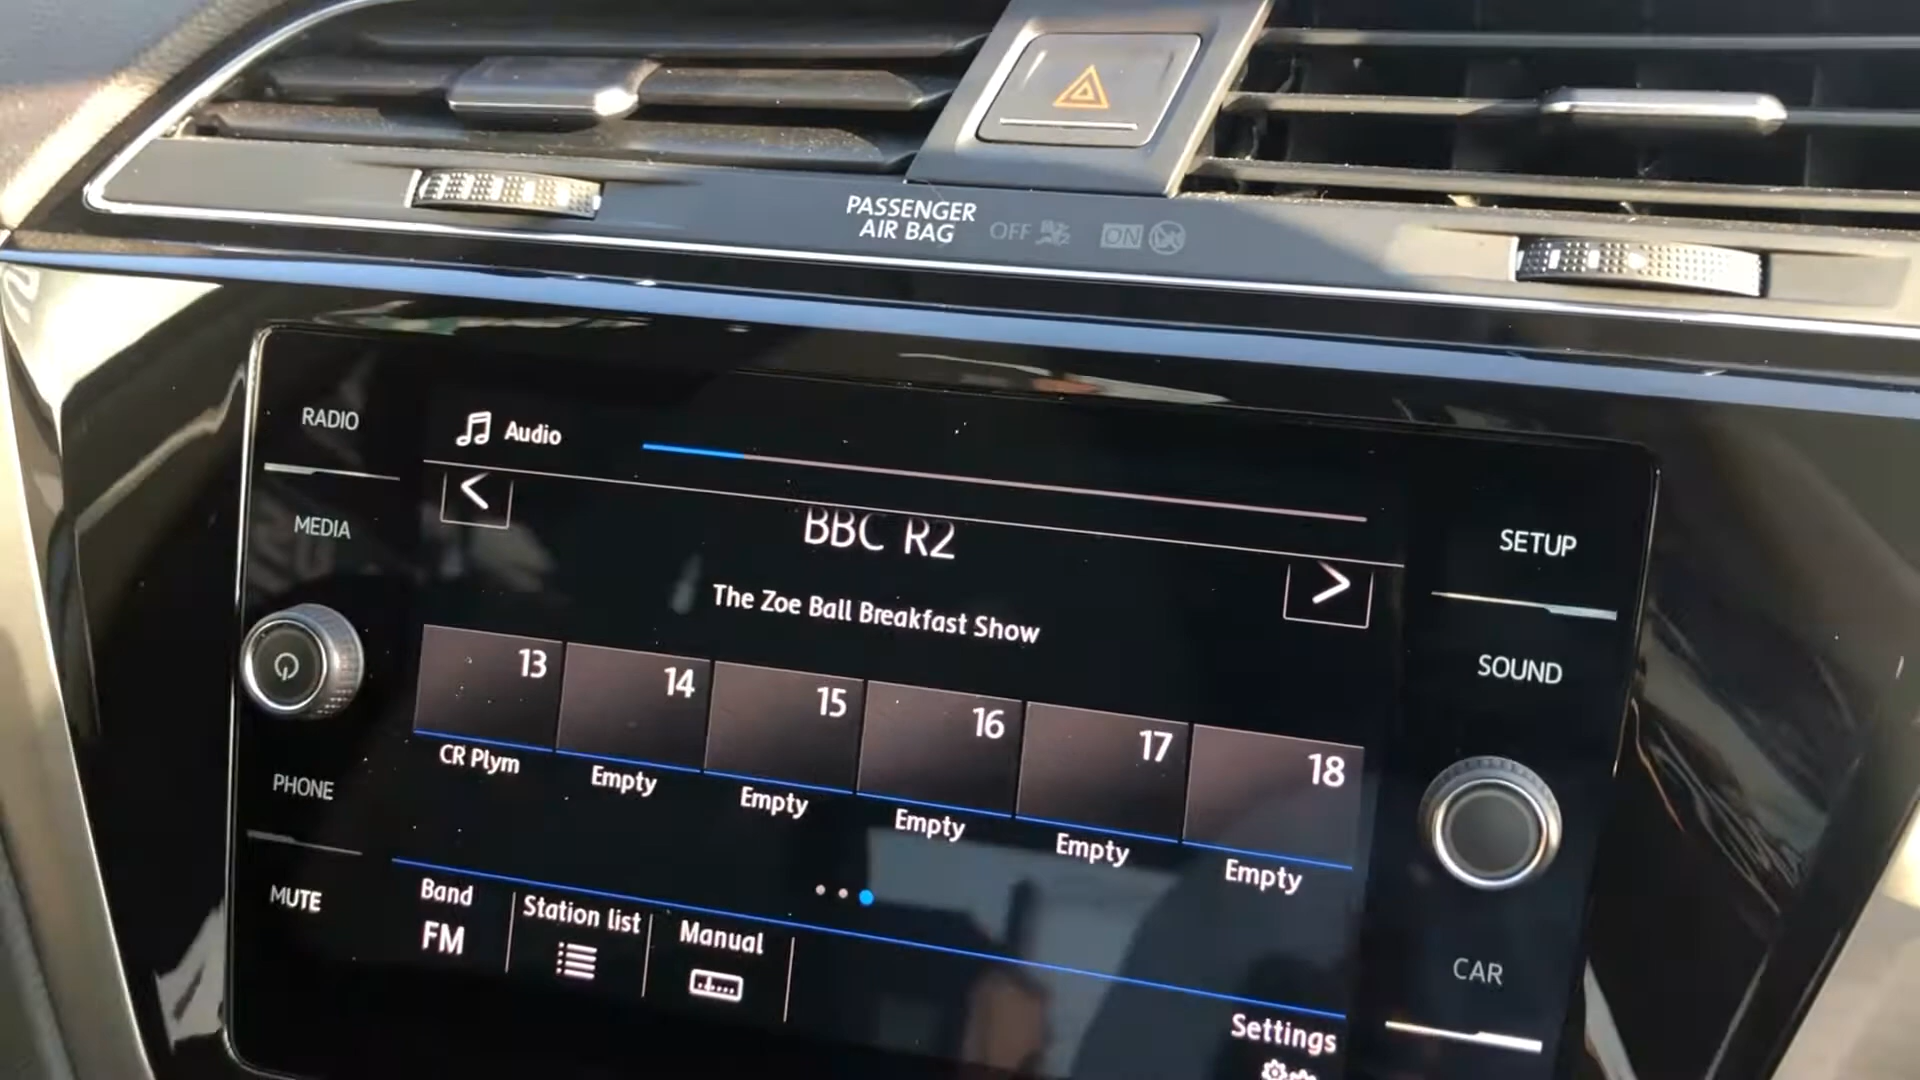 PASSENGER
AIR BAG
OFF
ON
RADIO
Audio
MEDIA
BBC R2
SETUP
The Zoe Ball Breakfast Show
SOUND
13
14
15
16
17
18
CR Plym
Empty
Empty
Empty
Empty
Empty
PHONE
MUTE
Band
FM
Station list
Manual
CAR
Settings